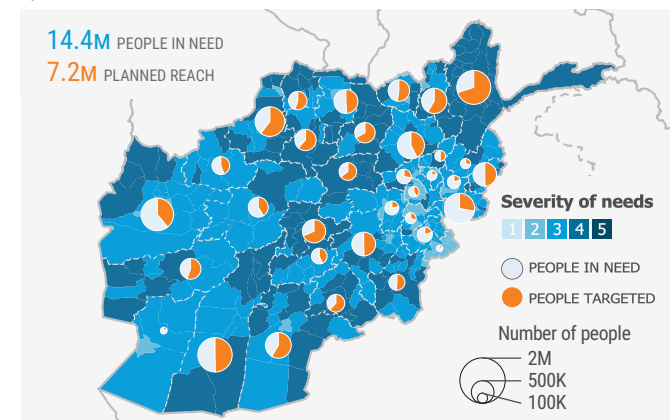 14.4M PEOPLE IN NEED
7.2M PLANNED REACH
Severity of needs
1 2 3 4 5
PEOPLE IN NEED
PEOPLE TARGETED
Number of people
2M
500K
100K